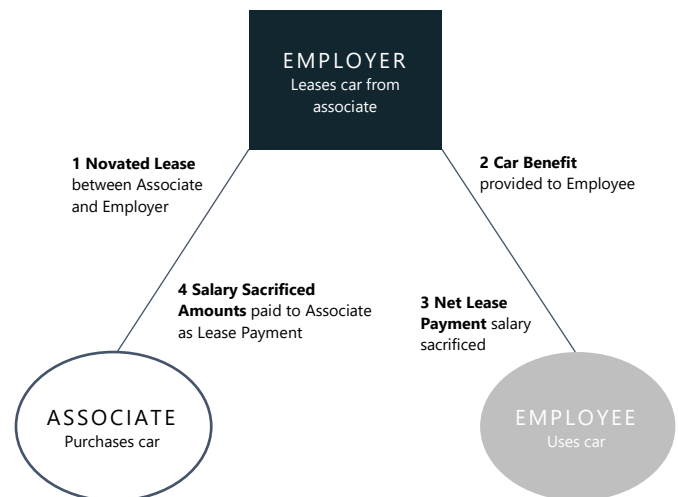 EMPLOYER
Leases car from
associate
1 Novated Lease
between Associate
and Employer
2 Car Benefit
provided to Employee
4 Salary Sacrificed
Amounts paid to Associate
as Lease Payment
3 Net Lease
Payment salary
sacrificed
ASSOCIATE
Purchases car
EMPLOYEE
Uses car